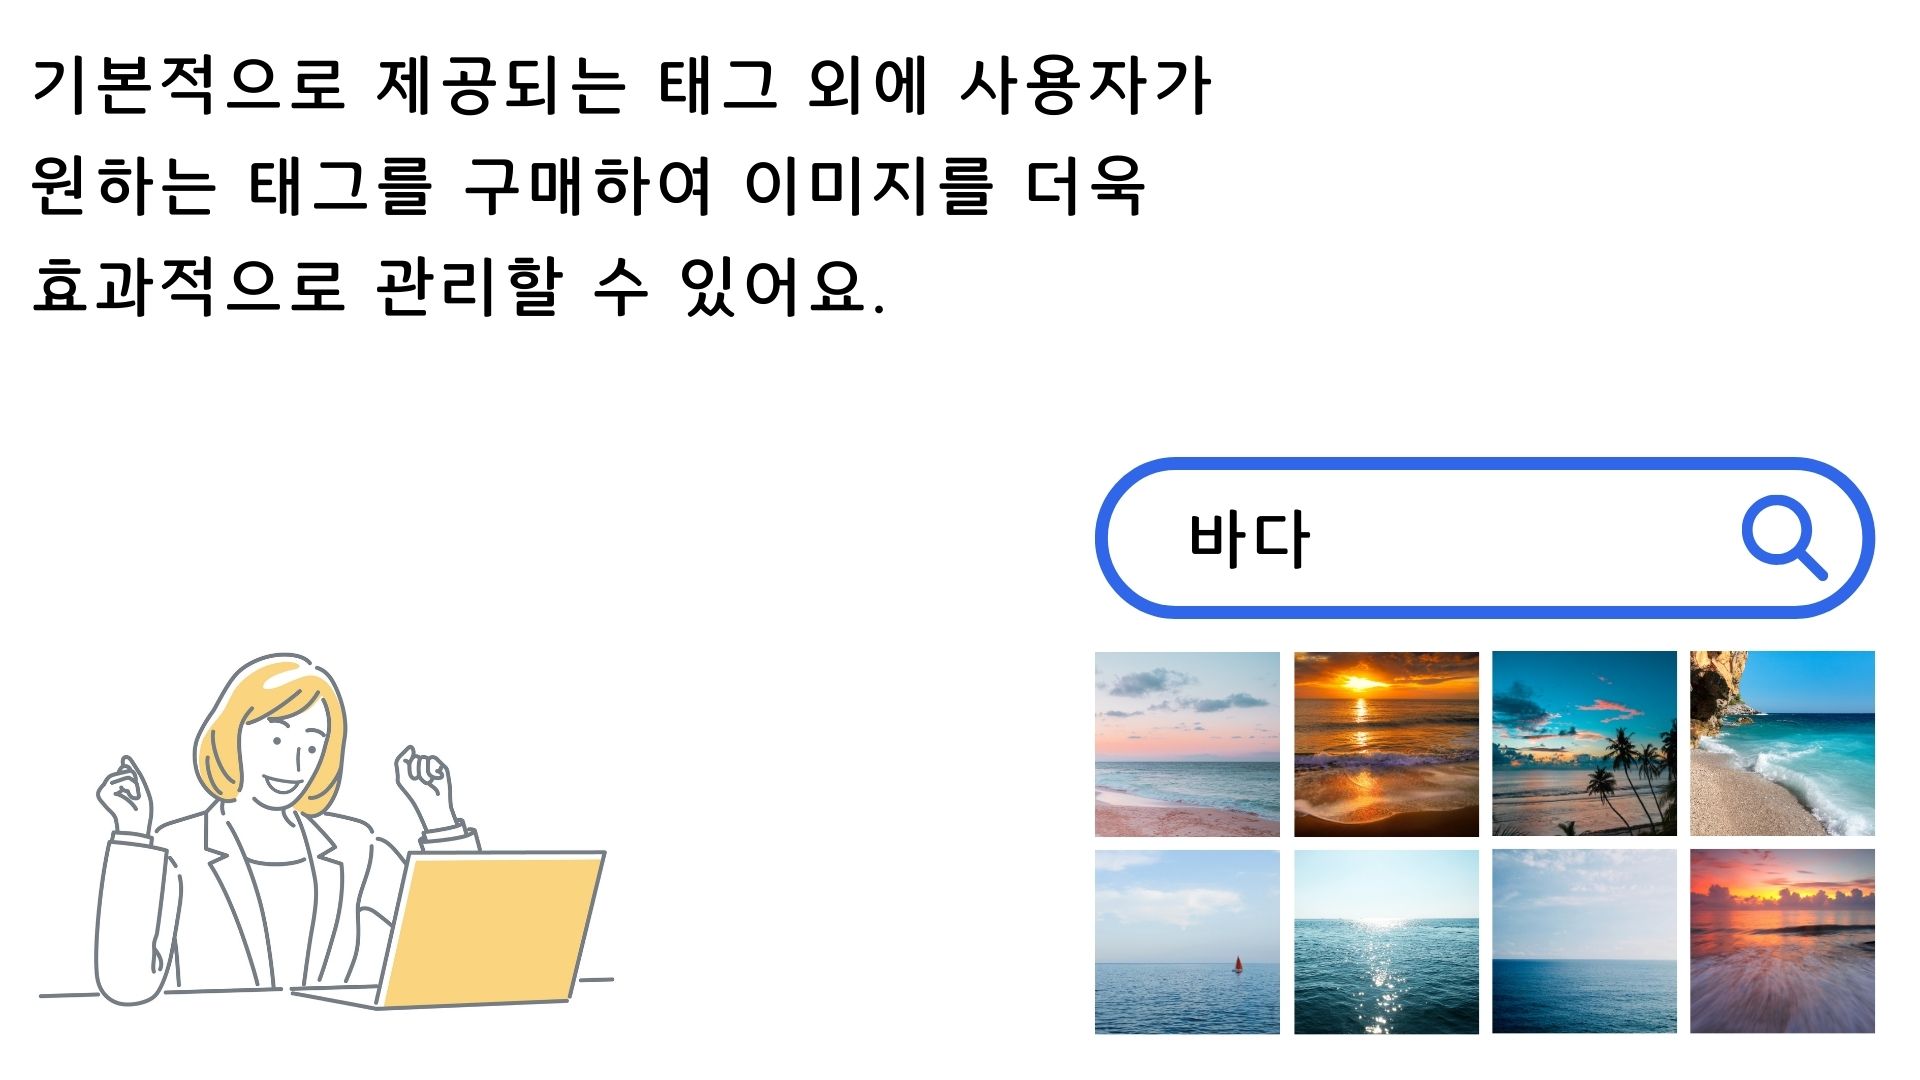 기본적으로 제공되는 태그 외에 사용자가
원하는 태그를 구매하여 이미지를 더욱
효과적으로 관리할 수 있어요.
바다